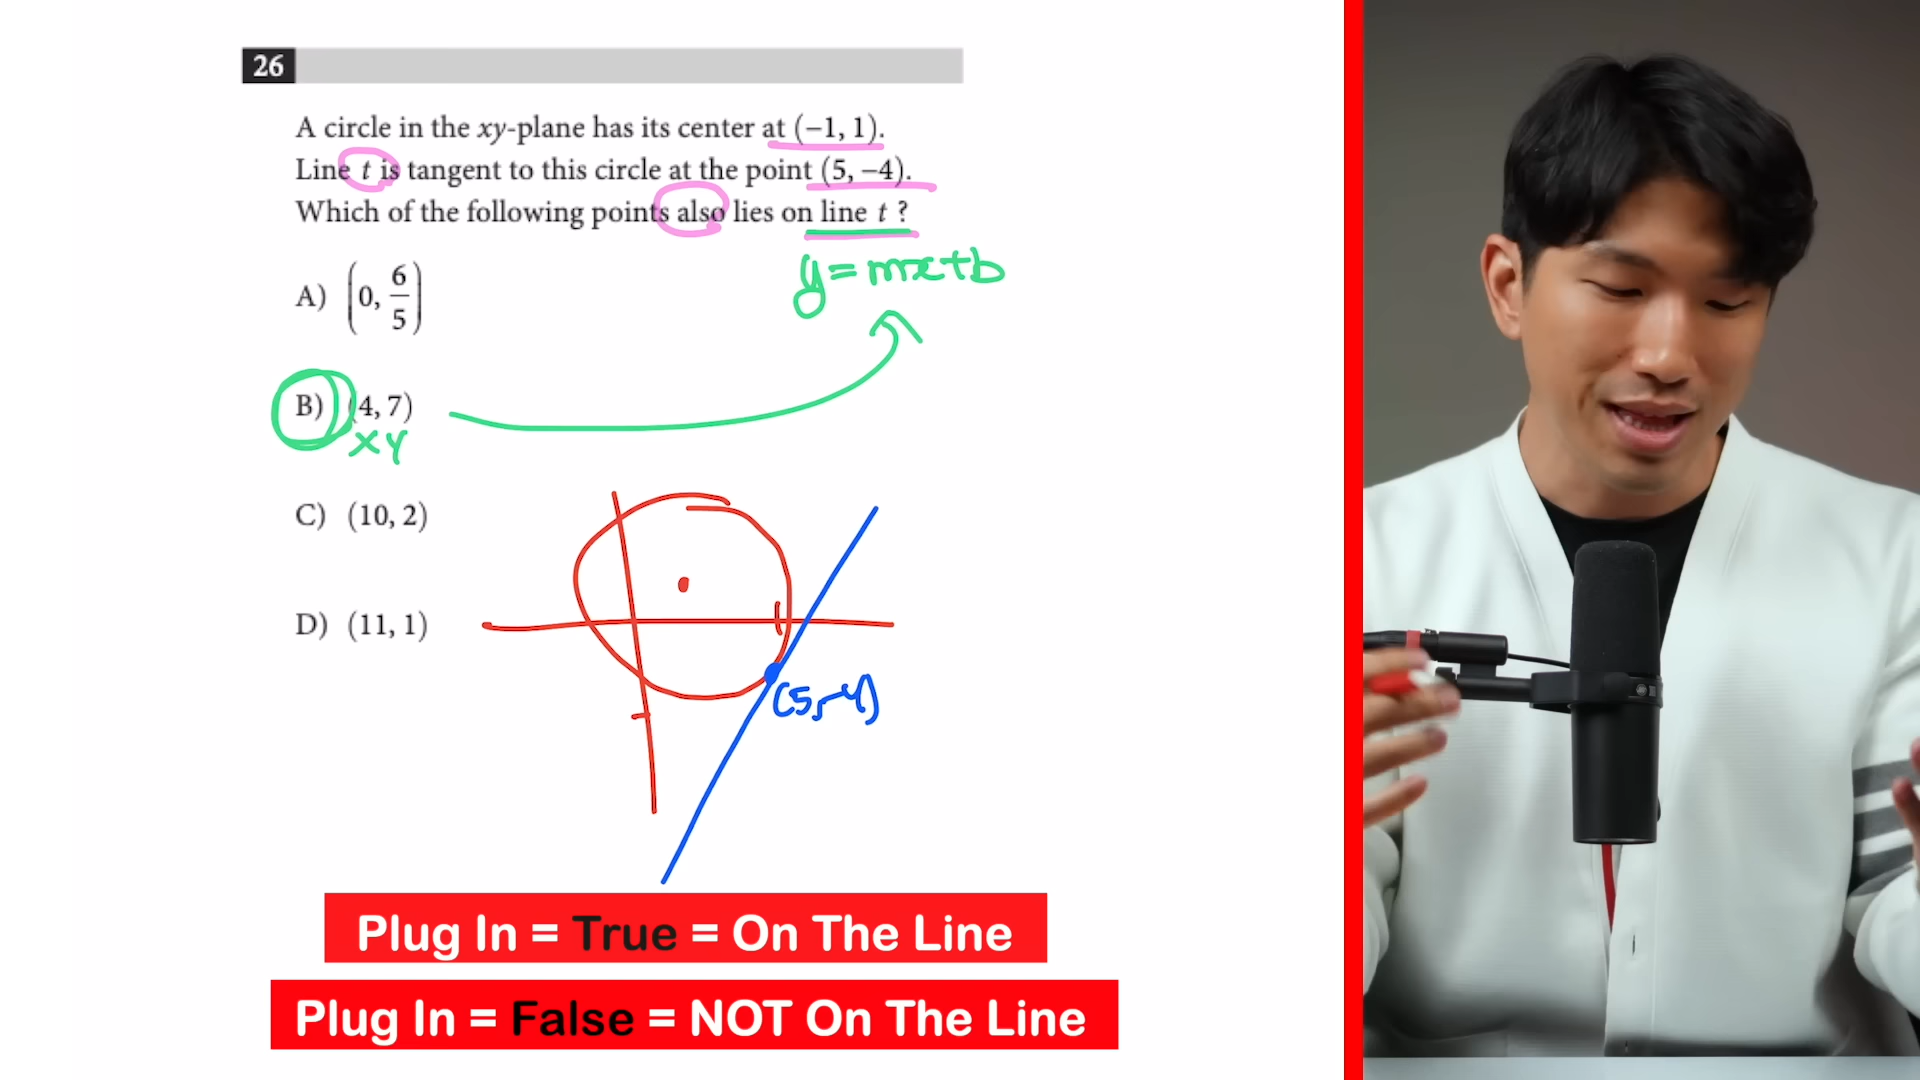 26
A circle in the xy-plane has its center at (−1, 1).
Line t is tangent to this circle at the point (5, −4).
Which of the following points also lies on line t ?
y = mx+b
A) (0, 6/5)
B) (4, 7)
X Y
C) (10, 2)
D) (11, 1)
(5, -4)
Plug In = True = On The Line
Plug In = False = NOT On The Line